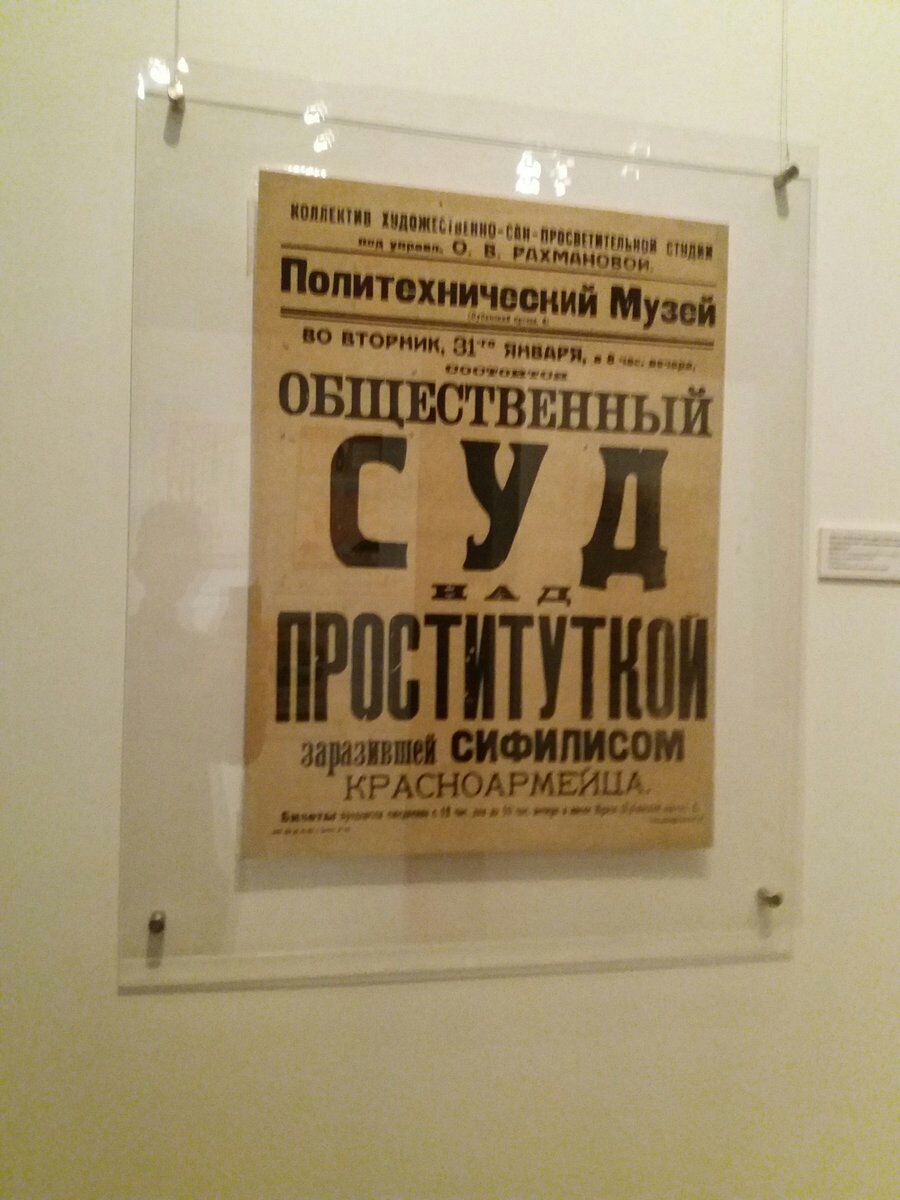 КОЛЛЕКТИВ ХУДОЖЕСТВЕННО-САН-ПРОСВЕТИТЕЛЬНОЙ СТУДИИ
под управл. О. В. РАХМАНОВОЙ.
Политехнический Музей
ВО ВТОРНИК, 31-го ЯНВАРЯ, в 8 час. вечера,
состоится
ОБЩЕСТВЕННЫЙ
СУД
НАД
ПРОСТИТУТКОЙ
заразившей СИФИЛИСОМ
КРАСНОАРМЕЙЦА.
Билеты